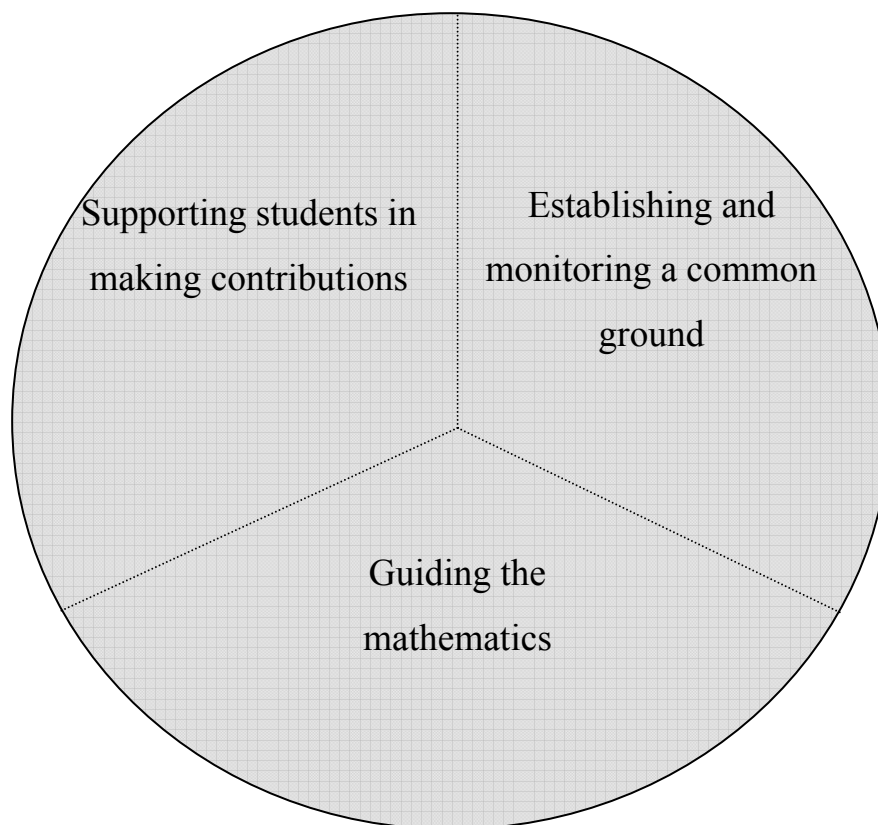 Supporting students in
making contributions
Establishing and
monitoring a common
ground
Guiding the
mathematics